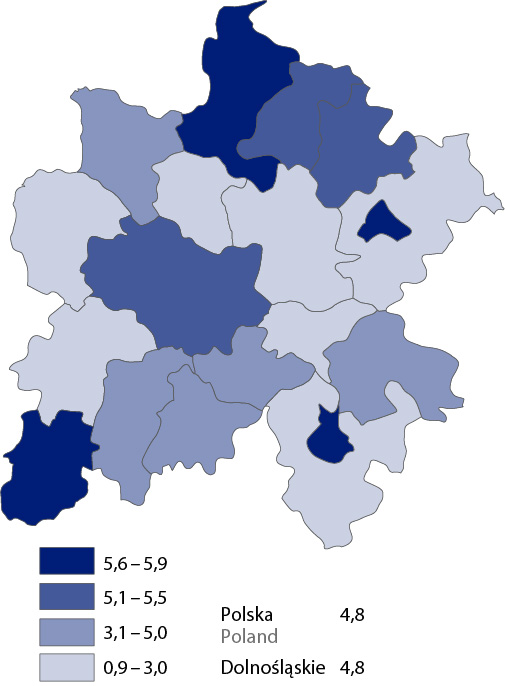 5,6 – 5,9
5,1 – 5,5
3,1 – 5,0
0,9 – 3,0
Polska 4,8
Poland
Dolnośląskie 4,8